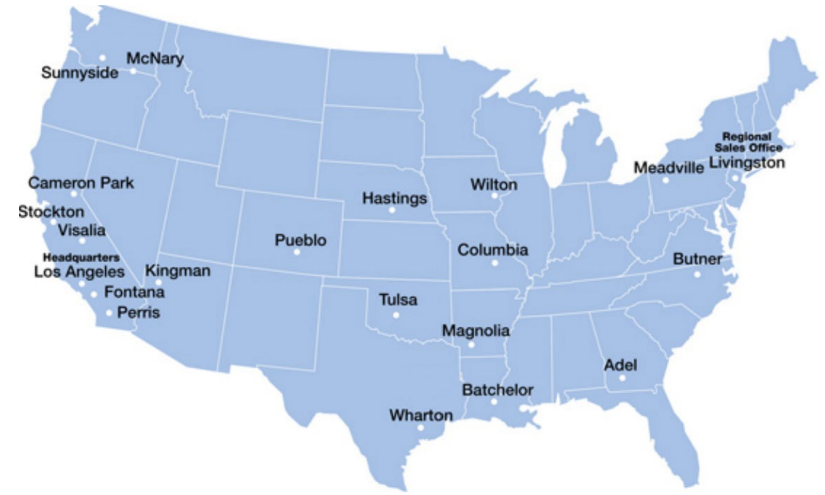 McNary
Sunnyside
Regional
Sales Office
Livingston
Meadville
Cameron Park
Wilton
Hastings
Stockton
Visalia
Pueblo
Columbia
Headquarters
Los Angeles
Kingman
Butner
Fontana
Tulsa
Perris
Magnolia
Adel
Batchelor
Wharton